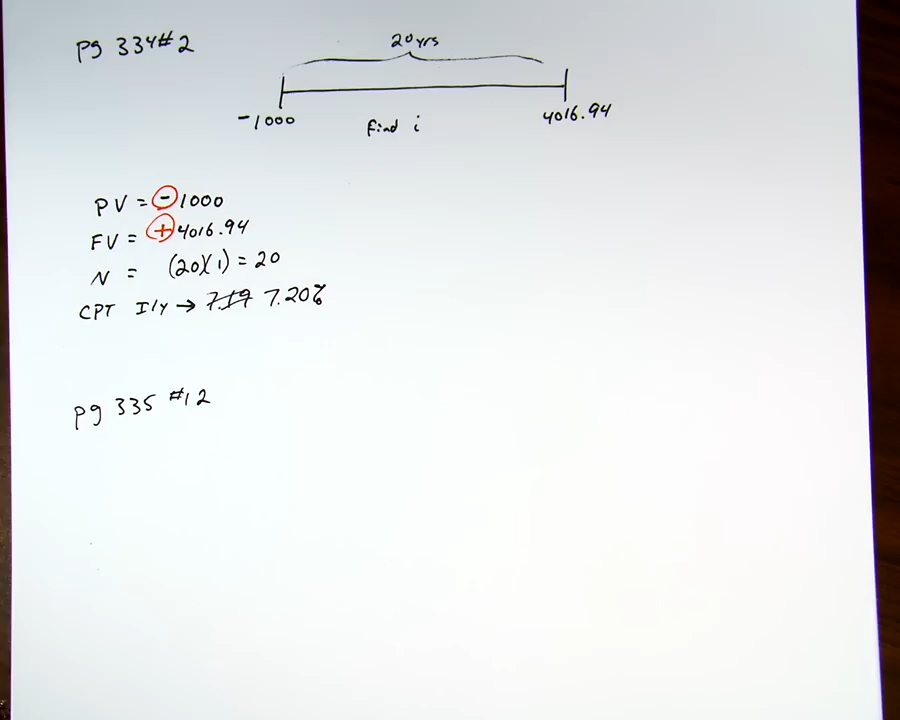 pg 334#2
20yrs
-1000 find i 4016.94
PV = -1000
FV = +4016.94
N = (20)(1) = 20
CPT I/Y → 7.19 7.20%
pg 335 #12